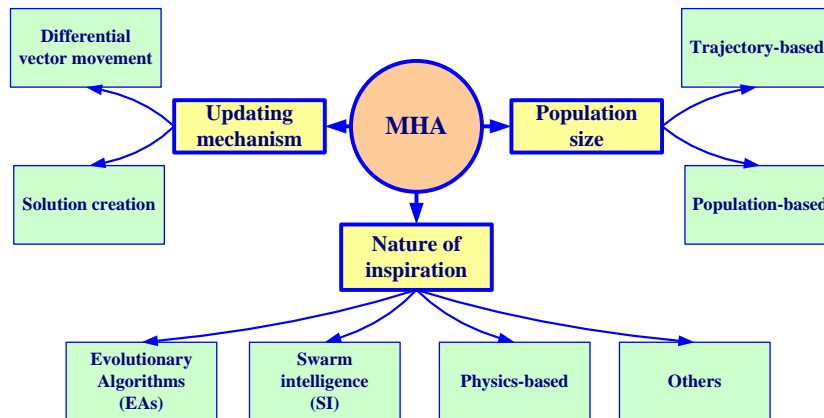 Differential
vector movement
Trajectory-based
Updating
mechanism
MHA
Population
size
Solution creation
Population-based
Nature of
inspiration
Evolutionary
Algorithms
(EAs)
Swarm
intelligence
(SI)
Physics-based
Others